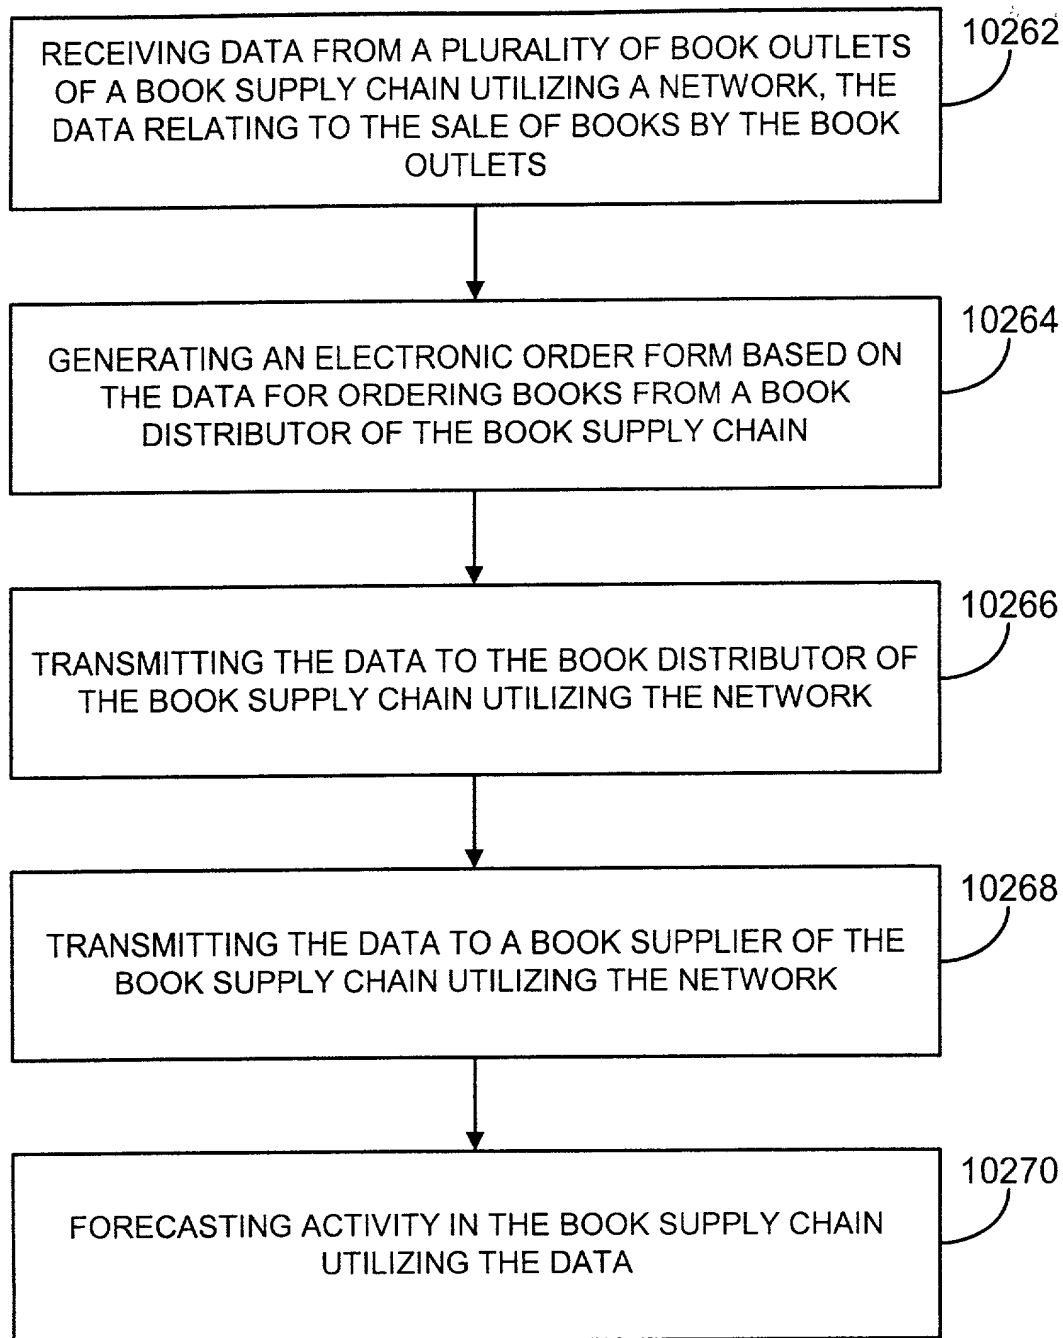 10262
RECEIVING DATA FROM A PLURALITY OF BOOK OUTLETS
OF A BOOK SUPPLY CHAIN UTILIZING A NETWORK, THE
DATA RELATING TO THE SALE OF BOOKS BY THE BOOK
OUTLETS
10264
GENERATING AN ELECTRONIC ORDER FORM BASED ON
THE DATA FOR ORDERING BOOKS FROM A BOOK
DISTRIBUTOR OF THE BOOK SUPPLY CHAIN
10266
TRANSMITTING THE DATA TO THE BOOK DISTRIBUTOR OF
THE BOOK SUPPLY CHAIN UTILIZING THE NETWORK
10268
TRANSMITTING THE DATA TO A BOOK SUPPLIER OF THE
BOOK SUPPLY CHAIN UTILIZING THE NETWORK
10270
FORECASTING ACTIVITY IN THE BOOK SUPPLY CHAIN
UTILIZING THE DATA